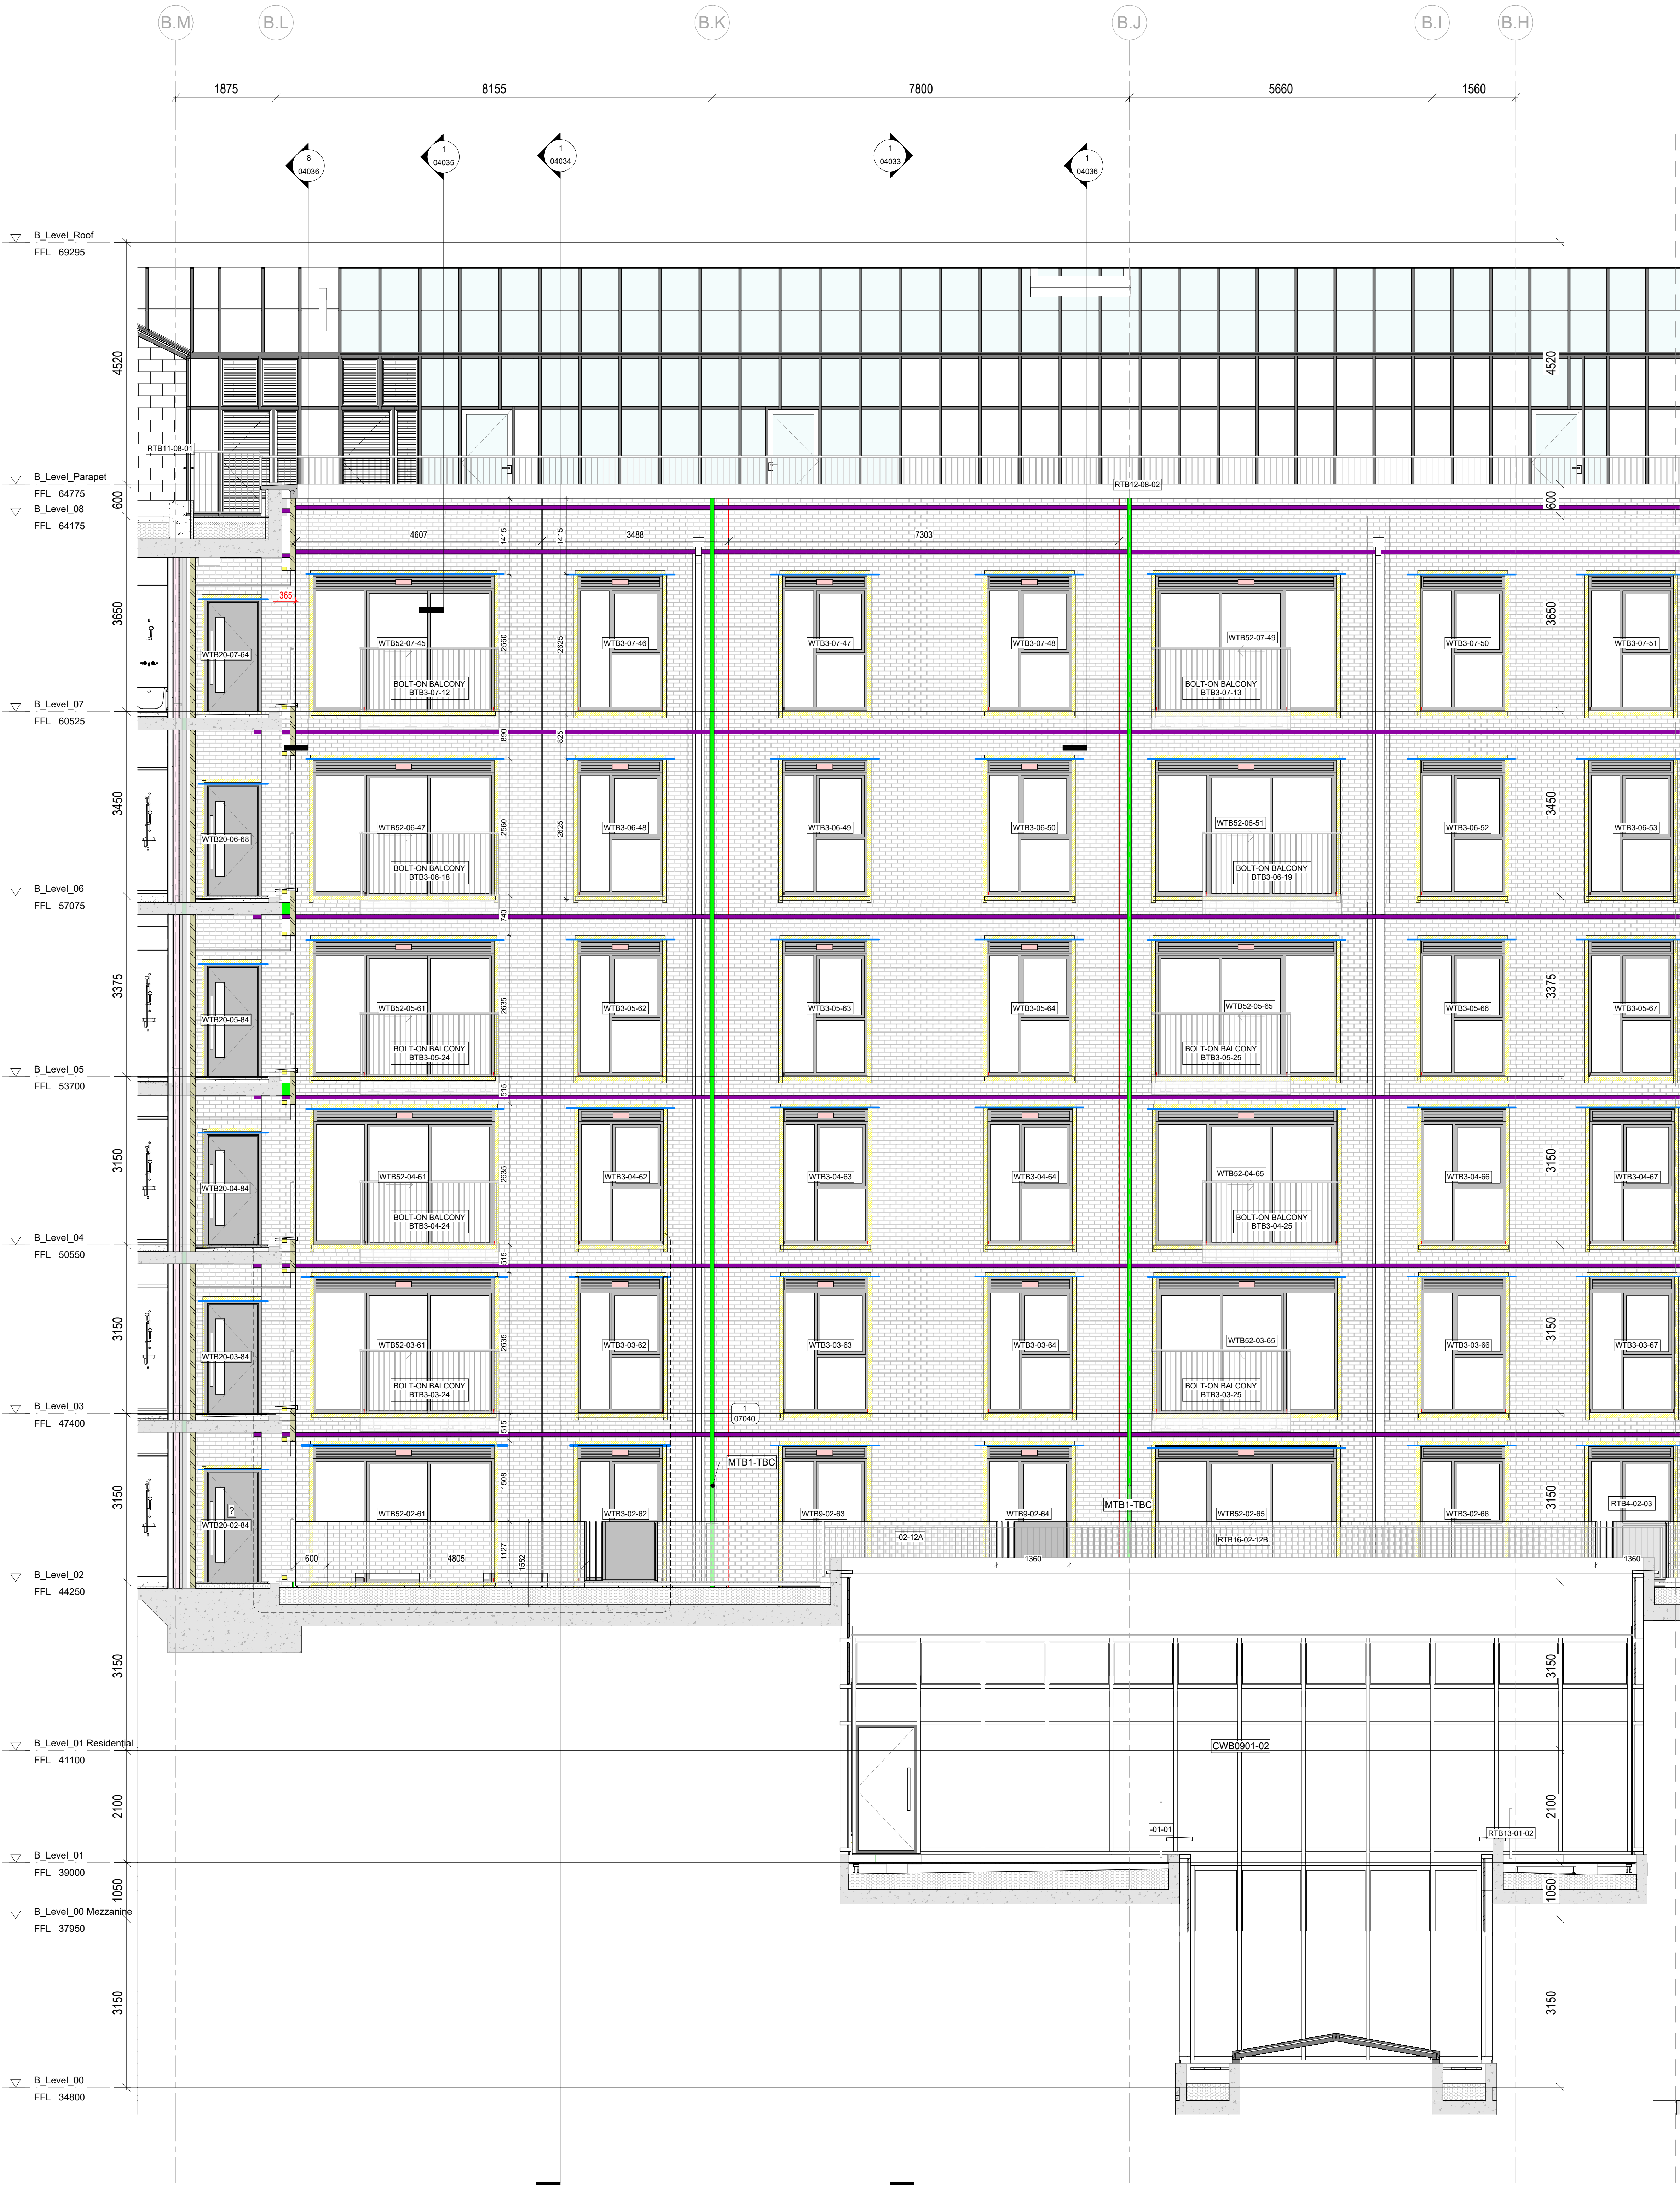 B.M
B.L
B.K
B.J
B.I
B.H
1875
8155
7800
5660
1560
8
04036
1
04035
1
04034
1
04033
1
04036
B_Level_Roof
FFL 69295
4520
4520
RTB11-08-01
B_Level_Parapet
FFL 64775
RTB12-08-02
600
600
B_Level_08
FFL 64175
4607
1415
1415
3488
7303
365
3650
3650
WTB20-07-64
WTB52-07-45
2560
2625
WTB3-07-46
WTB3-07-47
WTB3-07-48
WTB52-07-49
WTB3-07-50
WTB3-07-51
BOLT-ON BALCONY
BTB3-07-12
BOLT-ON BALCONY
BTB3-07-13
B_Level_07
FFL 60525
890
825
3450
3450
WTB20-06-68
WTB52-06-47
2560
2625
WTB3-06-48
WTB3-06-49
WTB3-06-50
WTB52-06-51
WTB3-06-52
WTB3-06-53
BOLT-ON BALCONY
BTB3-06-18
BOLT-ON BALCONY
BTB3-06-19
B_Level_06
FFL 57075
740
3375
3375
WTB20-05-84
WTB52-05-61
2635
WTB3-05-62
WTB3-05-63
WTB3-05-64
WTB52-05-65
WTB3-05-66
WTB3-05-67
BOLT-ON BALCONY
BTB3-05-24
BOLT-ON BALCONY
BTB3-05-25
B_Level_05
FFL 53700
515
3150
3150
WTB20-04-84
WTB52-04-61
2635
WTB3-04-62
WTB3-04-63
WTB3-04-64
WTB52-04-65
WTB3-04-66
WTB3-04-67
BOLT-ON BALCONY
BTB3-04-24
BOLT-ON BALCONY
BTB3-04-25
B_Level_04
FFL 50550
515
3150
3150
WTB20-03-84
WTB52-03-61
2635
WTB3-03-62
WTB3-03-63
WTB3-03-64
WTB52-03-65
WTB3-03-66
WTB3-03-67
BOLT-ON BALCONY
BTB3-03-24
BOLT-ON BALCONY
BTB3-03-25
B_Level_03
FFL 47400
1
07040
515
MTB1-TBC
1508
3150
3150
?
WTB20-02-84
WTB52-02-61
WTB3-02-62
WTB9-02-63
WTB9-02-64
MTB1-TBC
WTB52-02-65
WTB3-02-66
RTB4-02-03
-02-12A
RTB16-02-12B
1127
1552
600
4805
1360
1360
B_Level_02
FFL 44250
3150
3150
B_Level_01 Residential
FFL 41100
CWB0901-02
2100
2100
-01-01
RTB13-01-02
B_Level_01
FFL 39000
1050
1050
B_Level_00 Mezzanine
FFL 37950
3150
3150
B_Level_00
FFL 34800